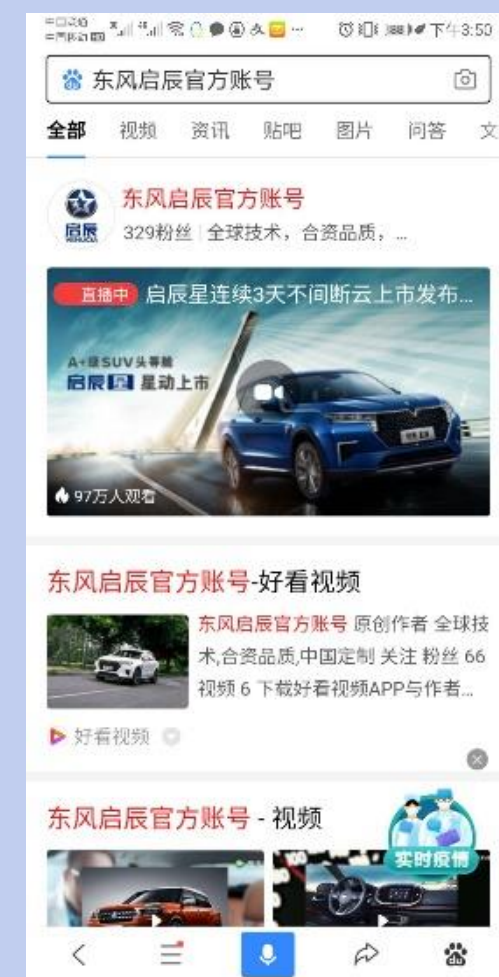 中国移动
下午3:50
东风启辰官方账号
全部 视频 资讯 贴吧 图片 问答 文
东风启辰官方账号
启辰
VENUCIA
329粉丝 全球技术，合资品质，...
直播中 启辰星连续3天不间断云上市发布...
A+级SUV头等舱
启辰星 星动上市
97万人观看
东风启辰官方账号-好看视频
东风启辰官方账号 原创作者 全球技
术,合资品质,中国定制 关注 粉丝 66
视频 6 下载好看视频APP与作者...
好看视频
东风启辰官方账号 - 视频
实时疫情
du